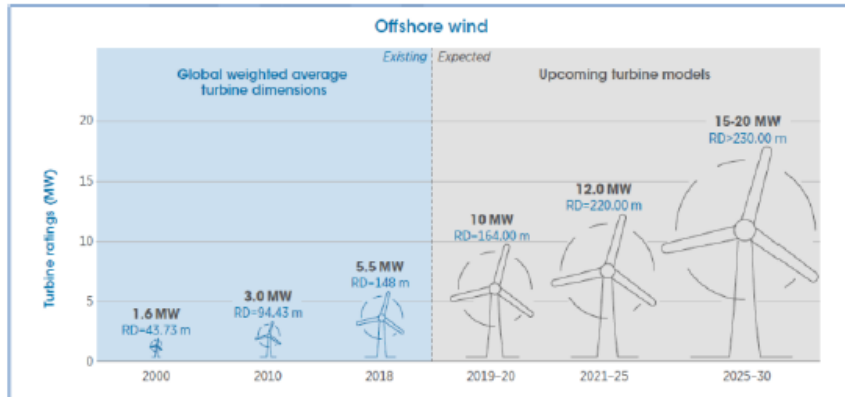 Offshore wind
Existing
Expected
Global weighted average
turbine dimensions
Upcoming turbine models
Turbine ratings (MW)
20
15
10
5
0
1.6 MW
RD=43.73 m
3.0 MW
RD=94.43 m
5.5 MW
RD=148 m
10 MW
RD=164.00 m
12.0 MW
RD=220.00 m
15-20 MW
RD>230.00 m
2000
2010
2018
2019-20
2021-25
2025-30